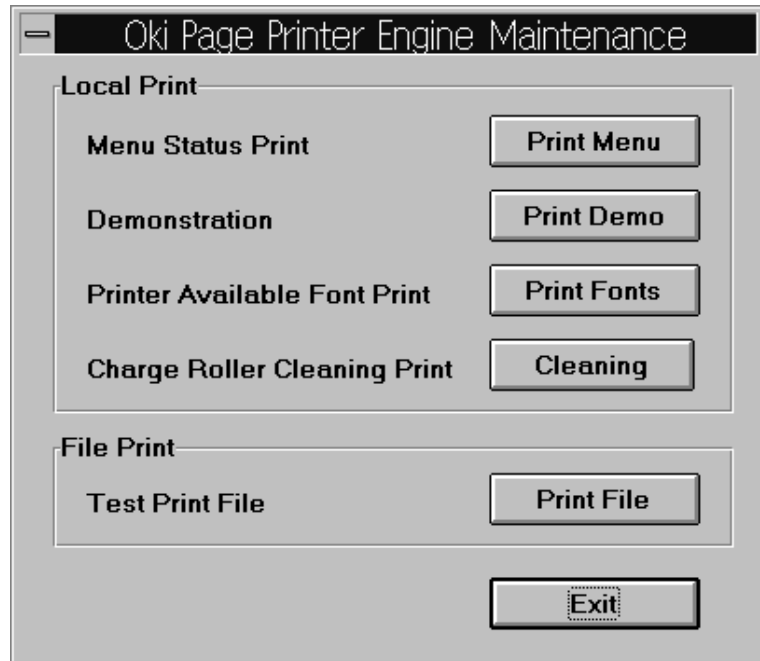 Oki Page Printer Engine Maintenance
Local Print
Menu Status Print Print Menu
Demonstration Print Demo
Printer Available Font Print Print Fonts
Charge Roller Cleaning Print Cleaning
File Print
Test Print File Print File
Exit